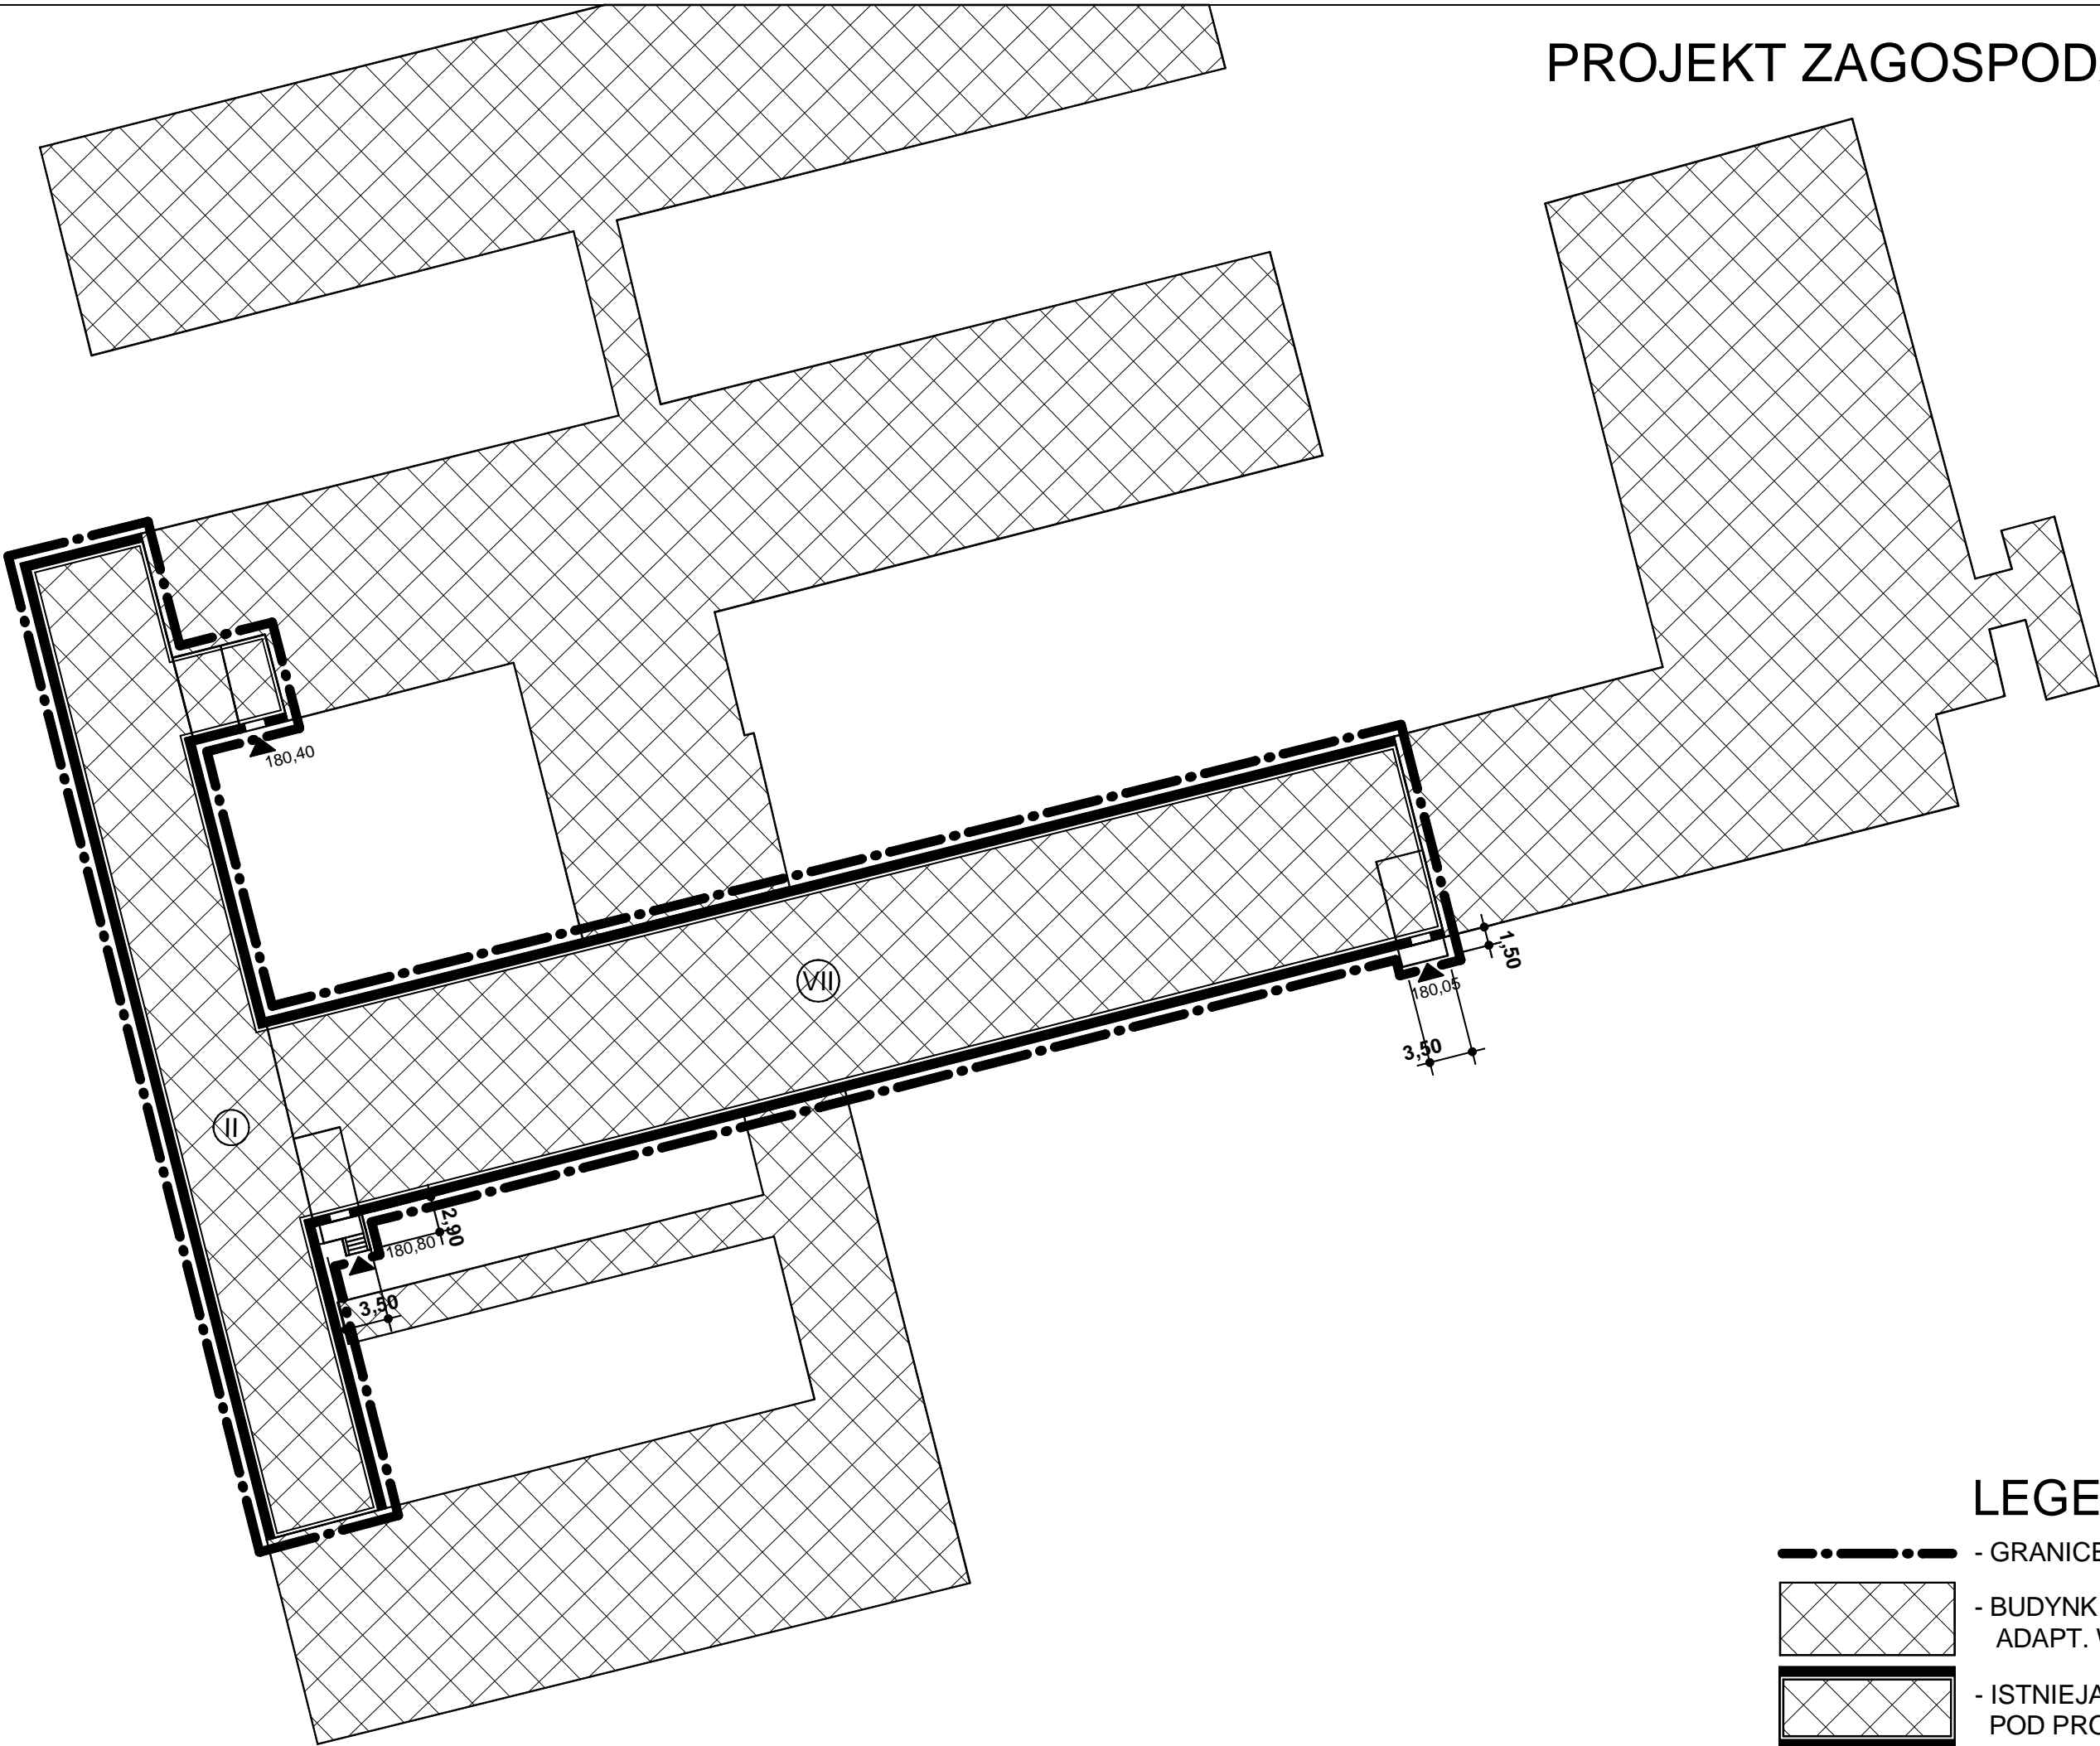 PROJEKT ZAGOSPOD
180,40
VII
1,50
180,05
3,50
II
2,90
180,80
3,50
LEGE
- GRANICE
- BUDYNK
ADAPT.
- ISTNIEJĄ
POD PRO